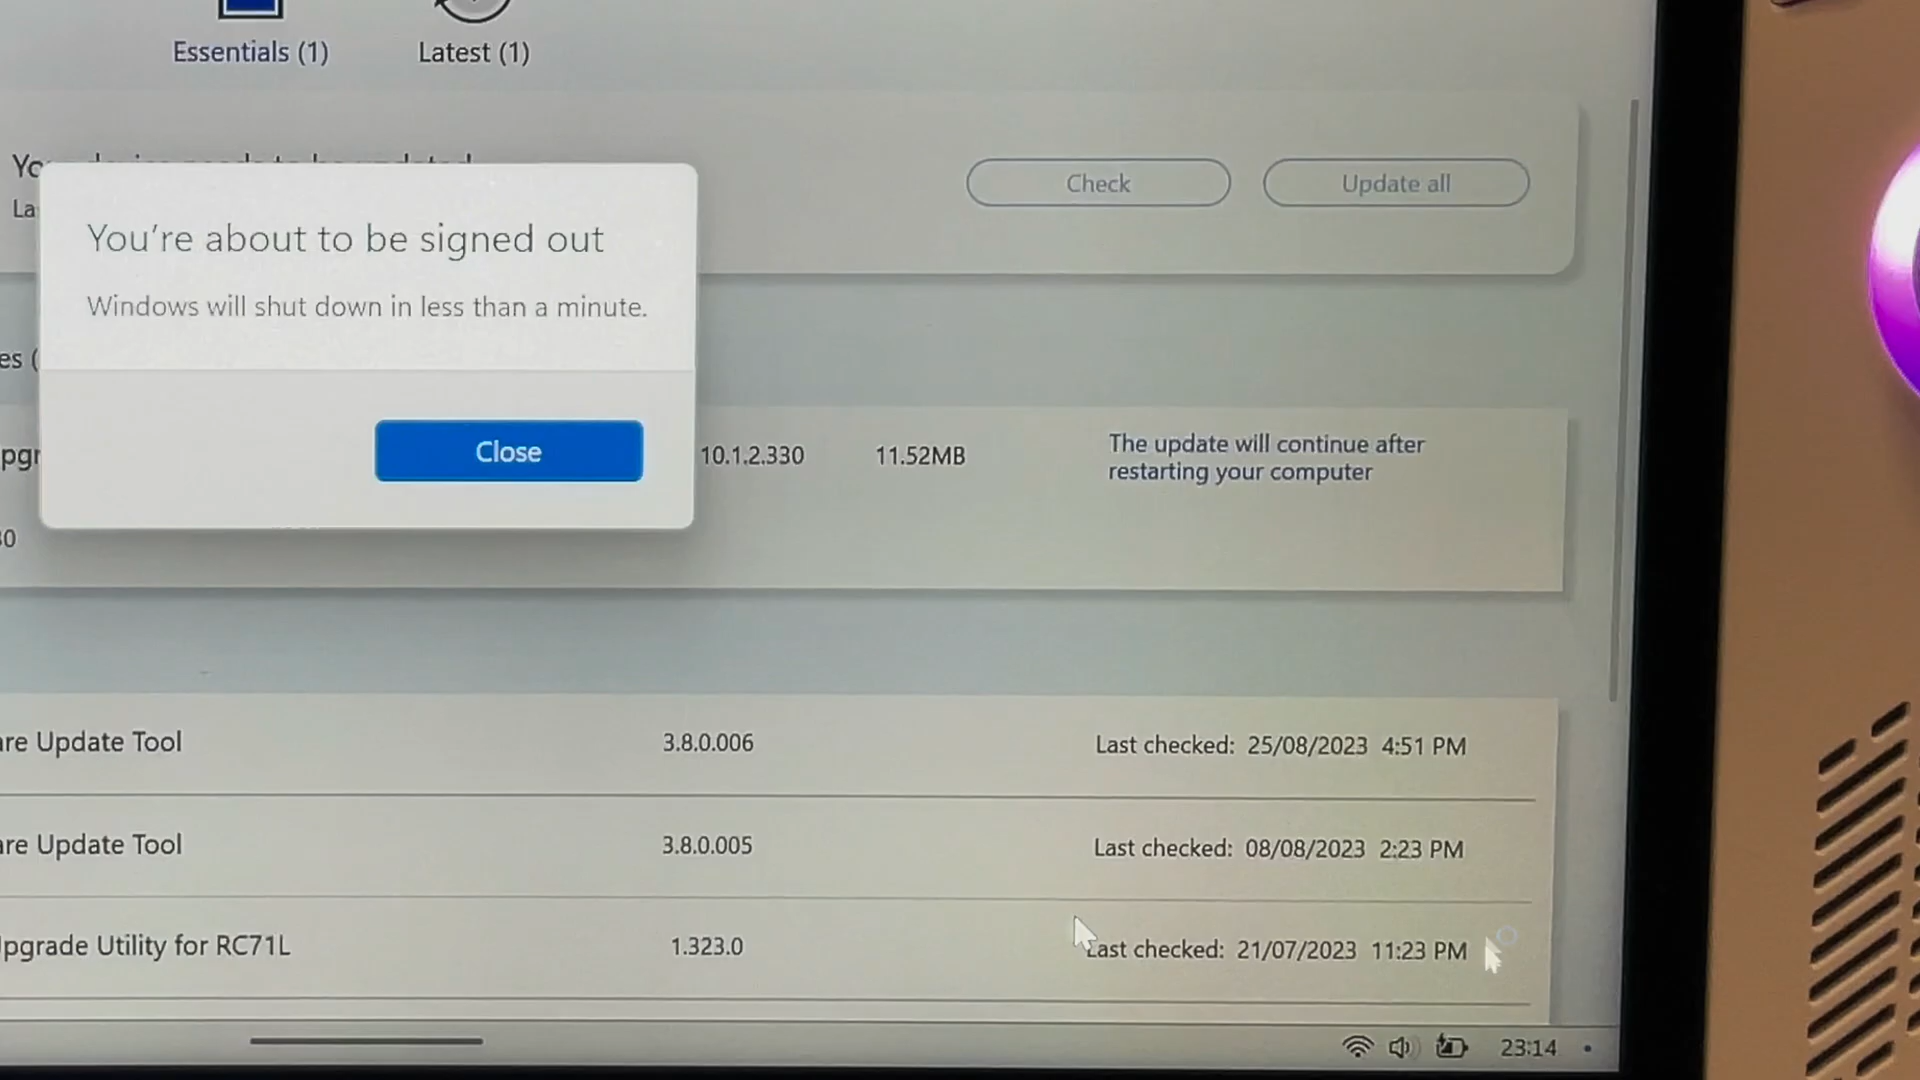 Essentials (1)
Latest (1)
Check
Update all
You're about to be signed out
Windows will shut down in less than a minute.
Close
10.1.2.330
11.52MB
The update will continue after
restarting your computer
Update Tool
3.8.0.006
Last checked: 25/08/2023 4:51 PM
Update Tool
3.8.0.005
Last checked: 08/08/2023 2:23 PM
Utility for RC71L
1.323.0
Last checked: 21/07/2023 11:23 PM
23:14